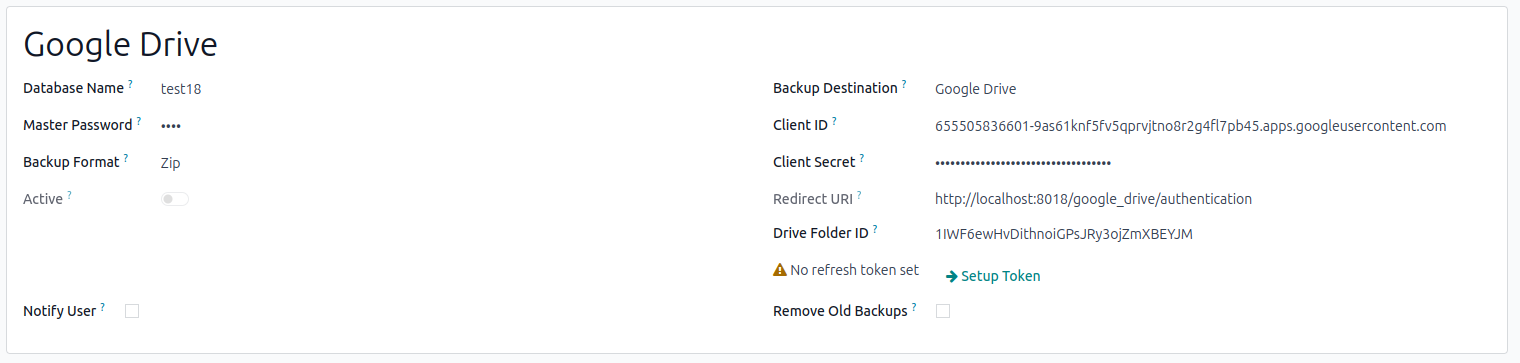 Google Drive
Database Name ? test18
Backup Destination ? Google Drive
Master Password ? ••••
Client ID ? 655505836601-9as61knf5fv5qprvjtno8r2g4fl7pb45.apps.googleusercontent.com
Backup Format ? Zip
Client Secret ? •••••••••••••••••••••••••••••••••••
Active ?
Redirect URI ? http://localhost:8018/google_drive/authentication
Drive Folder ID ? 1IWF6ewHvDithnoiGPsJRy3ojZmXBEYJM
No refresh token set Setup Token
Notify User ?
Remove Old Backups ?